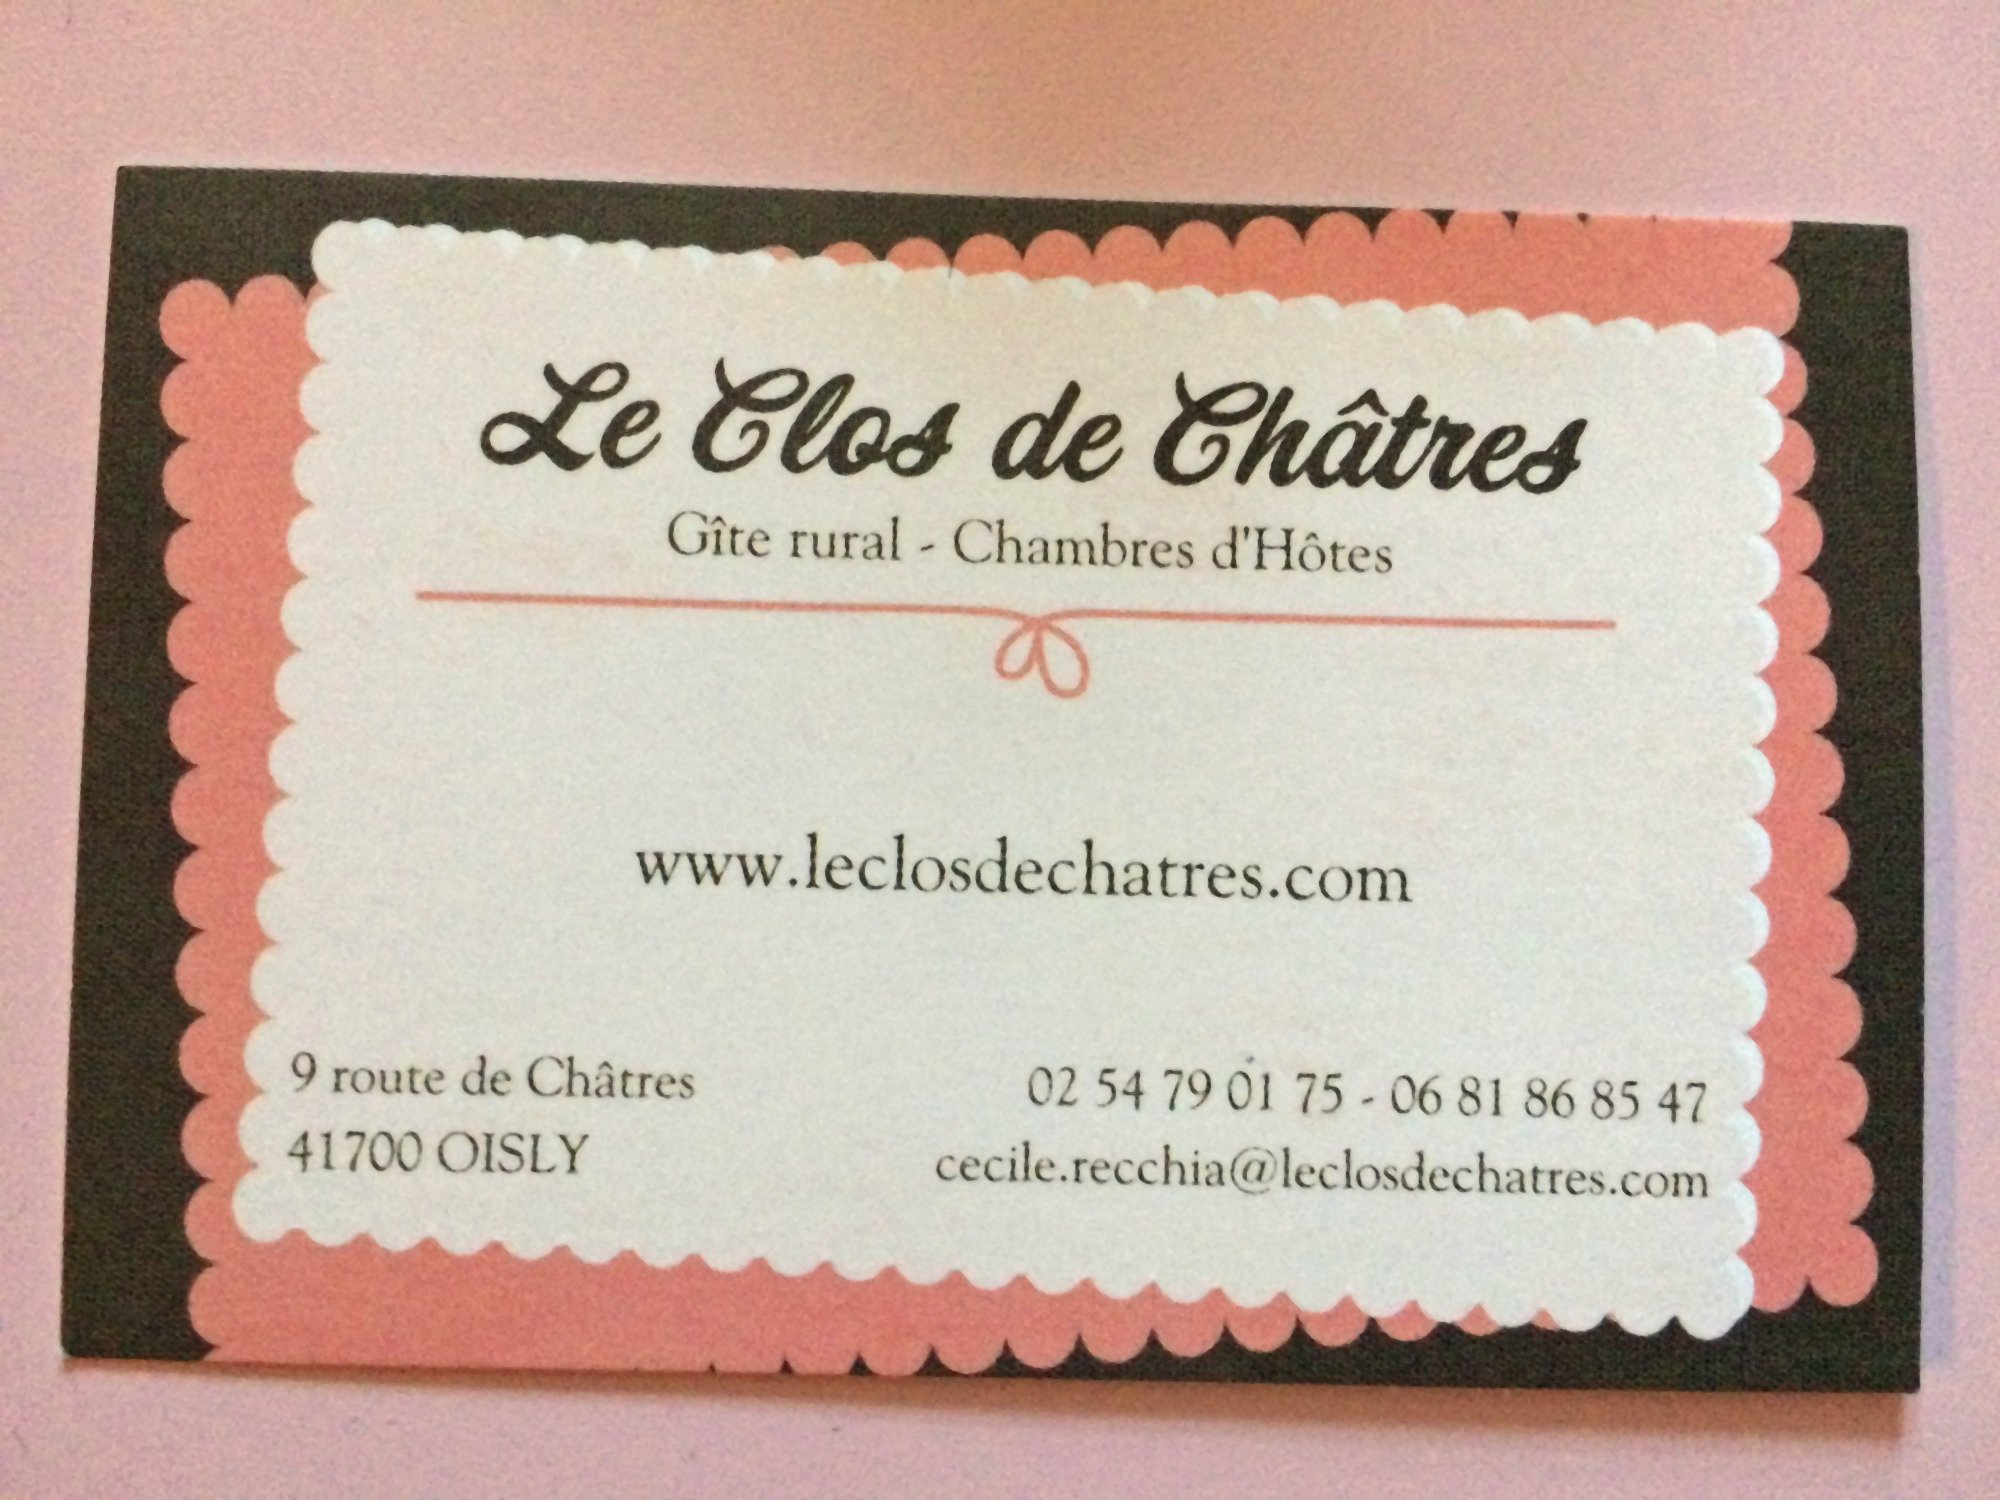 Le Clos de Châtres
Gîte rural - Chambres d'Hôtes
www.leclosdechatres.com
9 route de Châtres
41700 OISLY
02 54 79 01 75 - 06 81 86 85 47
cecile.recchia@leclosdechatres.com